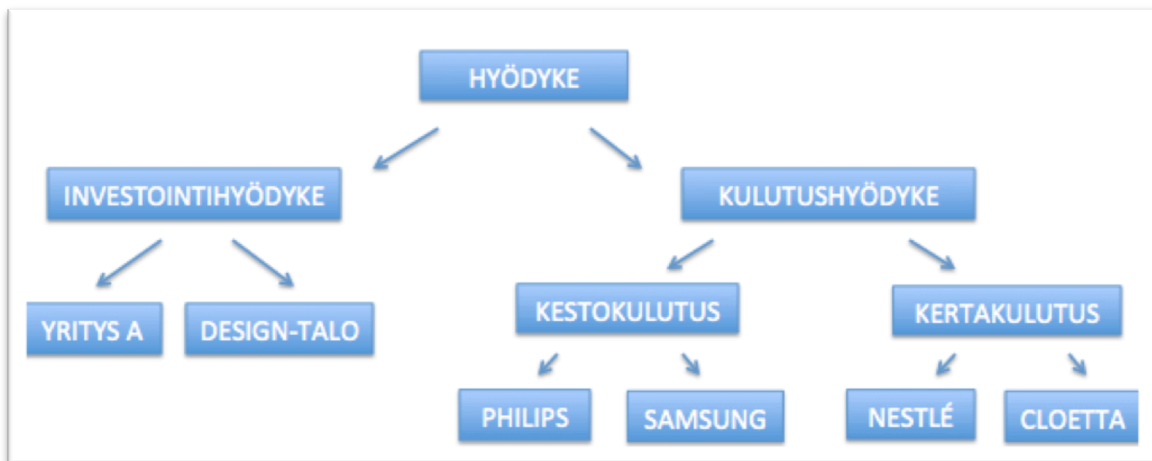 HYÖDYKE
INVESTOINTIHYÖDYKE
KULUTUSHYÖDYKE
YRITYS A
DESIGN-TALO
KESTOKULUTUS
KERTAKULUTUS
PHILIPS
SAMSUNG
NESTLÉ
CLOETTA